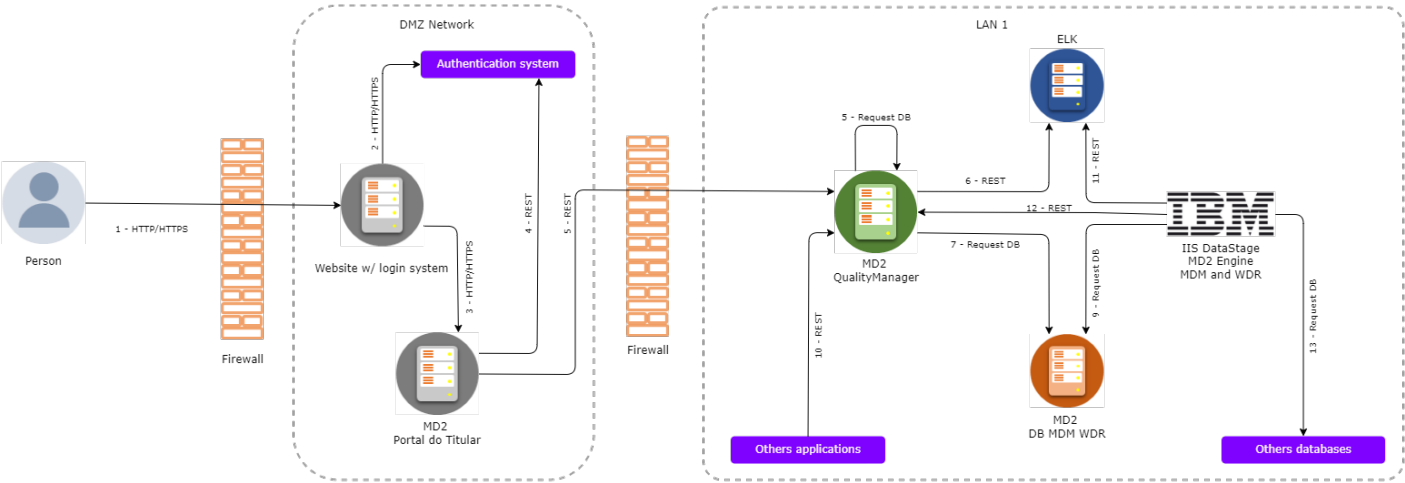 DMZ Network
LAN 1
ELK
Authentication system
2 - HTTP/HTTPS
5 - Request DB
11 - REST
6 - REST
1 - HTTP/HTTPS
4 - REST
5 - REST
12 - REST
IBM
Person
Website w/ login system
3 - HTTP/HTTPS
7 - Request DB
MD2
QualityManager
IIS DataStage
MD2 Engine
MDM and WDR
9 - Request DB
10 - REST
13 - Request DB
Firewall
Firewall
MD2
Portal do Titular
MD2
DB MDM WDR
Others applications
Others databases